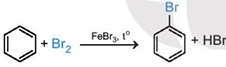 Br
+ Br₂ FeBr₃, t° + HBr